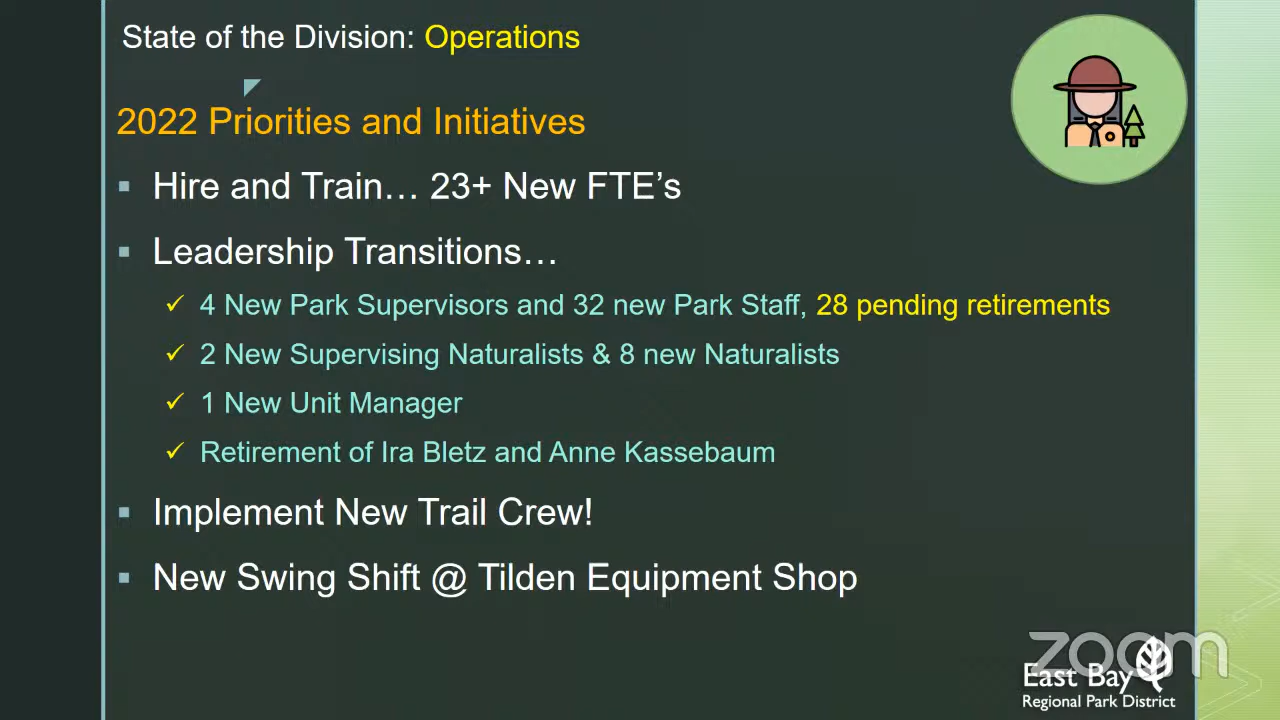 State of the Division: Operations
2022 Priorities and Initiatives
▪ Hire and Train… 23+ New FTE’s
▪ Leadership Transitions…
✓ 4 New Park Supervisors and 32 new Park Staff, 28 pending retirements
✓ 2 New Supervising Naturalists & 8 new Naturalists
✓ 1 New Unit Manager
✓ Retirement of Ira Bletz and Anne Kassebaum
▪ Implement New Trail Crew!
▪ New Swing Shift @ Tilden Equipment Shop
zoom
East Bay
Regional Park District